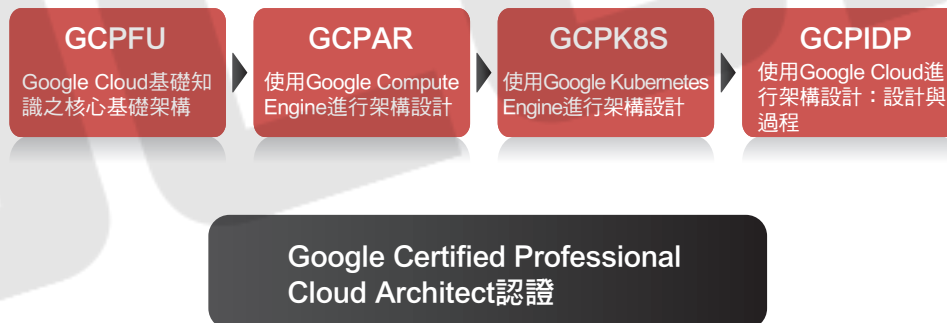 GCPFU
Google Cloud基礎知
識之核心基礎架構
GCPAR
使用Google Compute
Engine進行架構設計
GCPK8S
使用Google Kubernetes
Engine進行架構設計
GCPIDP
使用Google Cloud進
行架構設計：設計與
過程
Google Certified Professional
Cloud Architect認證